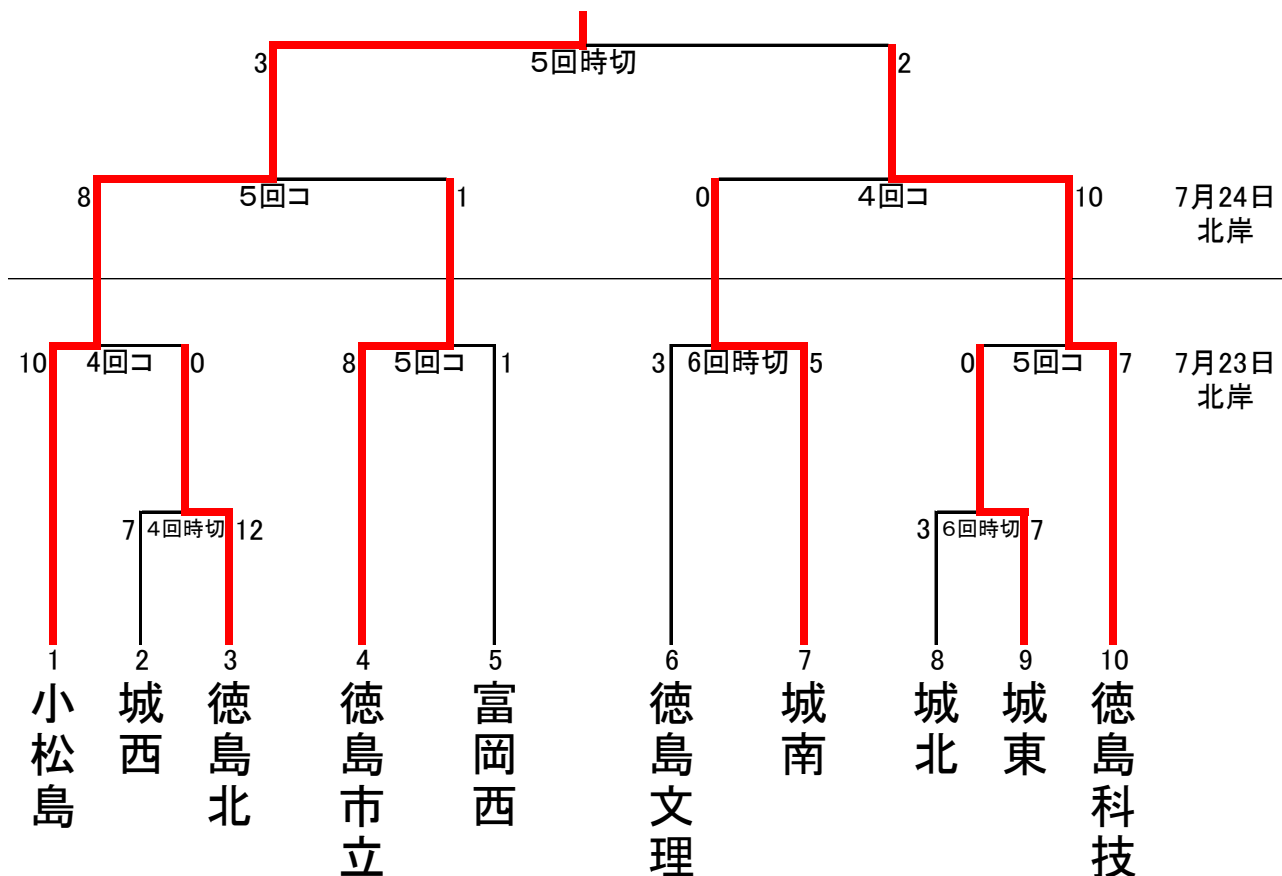 3 5回時切 2
8 5回コ 1 0 4回コ 10 7月24日
北岸
10 4回コ 0 8 5回コ 1 3 6回時切 5 0 5回コ 7 7月23日
北岸
7 4回時切 12 3 6回時切 7
1 2 3 4 5 6 7 8 9 10
小松島
城西
徳島北
徳島市立
富岡西
徳島文理
城南
城北
城東
徳島科技